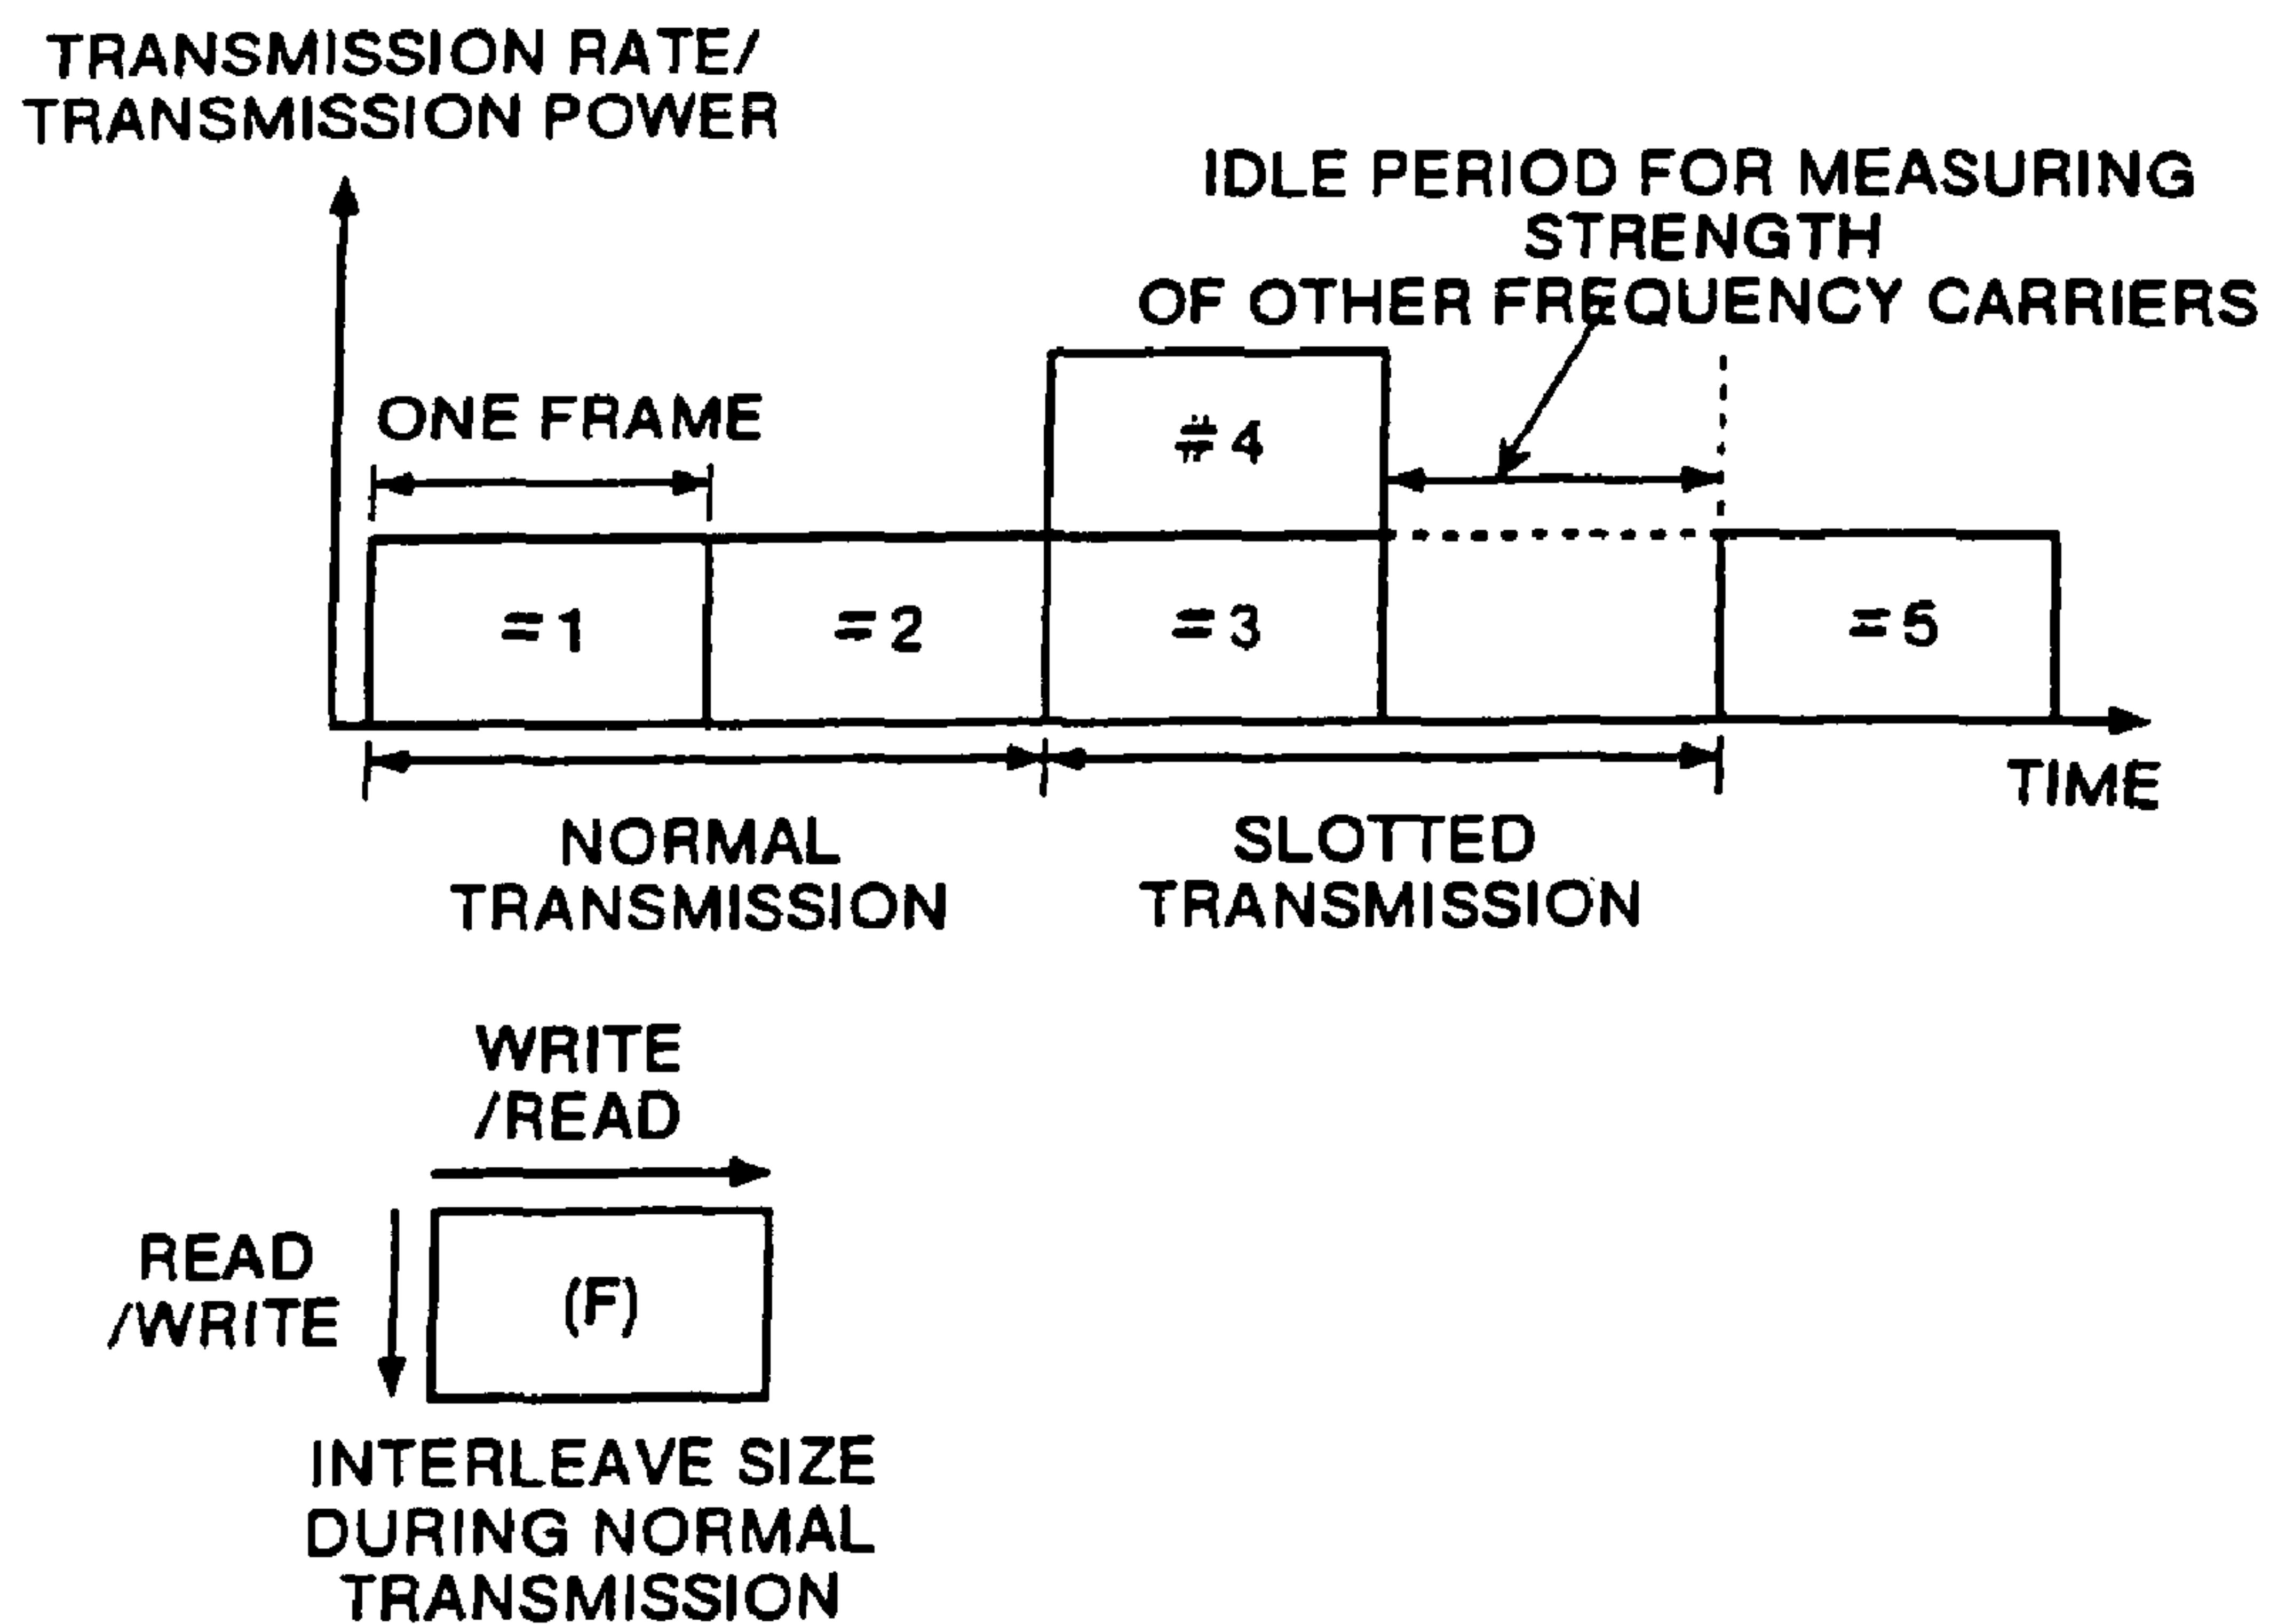 TRANSMISSION RATE/
TRANSMISSION POWER
IDLE PERIOD FOR MEASURING
STRENGTH
OF OTHER FREQUENCY CARRIERS
ONE FRAME
#4
#1
#2
#3
#5
TIME
NORMAL
TRANSMISSION
SLOTTED
TRANSMISSION
WRITE
/READ
READ
/WRITE
(F)
INTERLEAVE SIZE
DURING NORMAL
TRANSMISSION